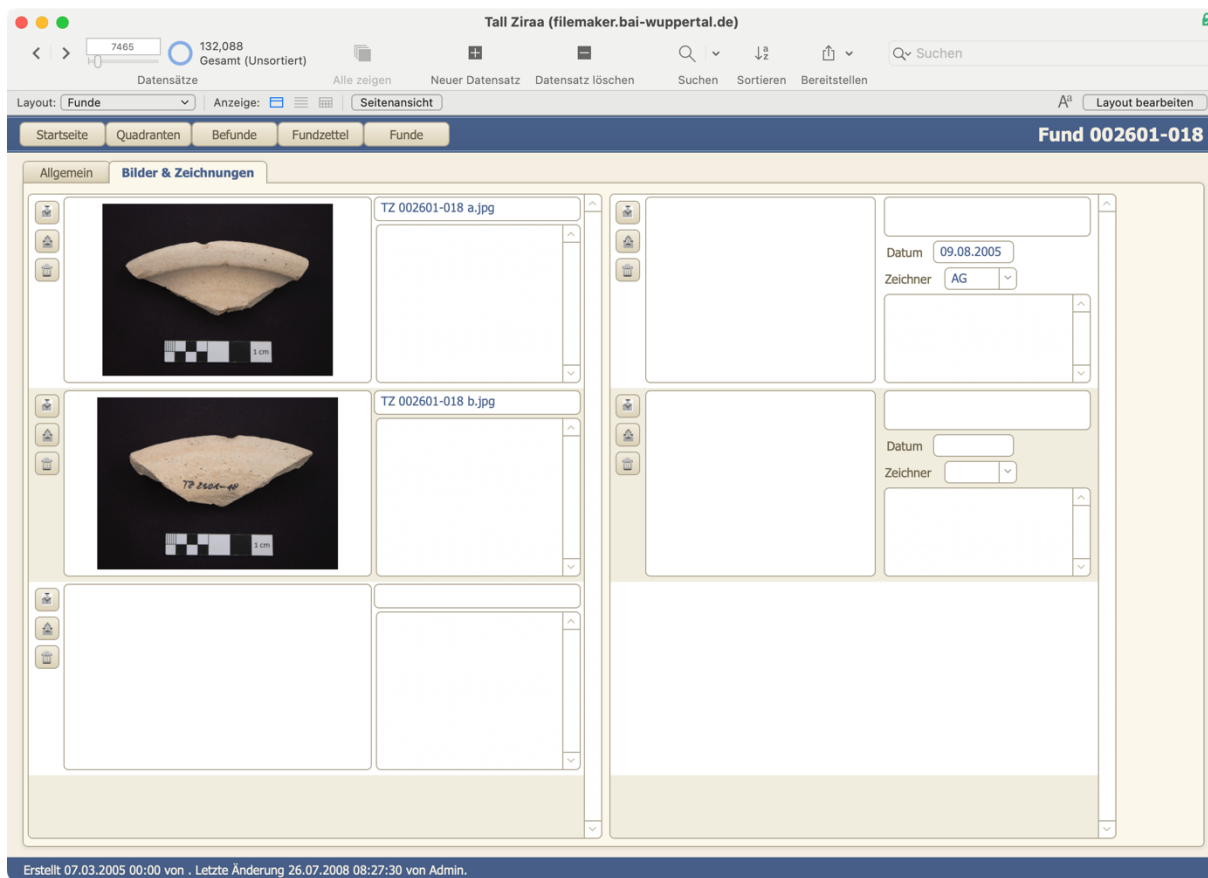 Tall Ziraa (filemaker.bai-wuppertal.de)
7465
132,088
Gesamt (Unsortiert)
Datensätze
Alle zeigen
Neuer Datensatz
Datensatz löschen
Suchen
Sortieren
Bereitstellen
Suchen
Layout: Funde
Anzeige:
Seitenansicht
Layout bearbeiten
Startseite
Quadranten
Befunde
Fundzettel
Funde
Fund 002601-018
Allgemein
Bilder & Zeichnungen
TZ 002601-018 a.jpg
1 cm
Datum 09.08.2005
Zeichner AG
TZ 002601-018 b.jpg
TZ 2601-18
1 cm
Datum
Zeichner
Erstellt 07.03.2005 00:00 von . Letzte Änderung 26.07.2008 08:27:30 von Admin.